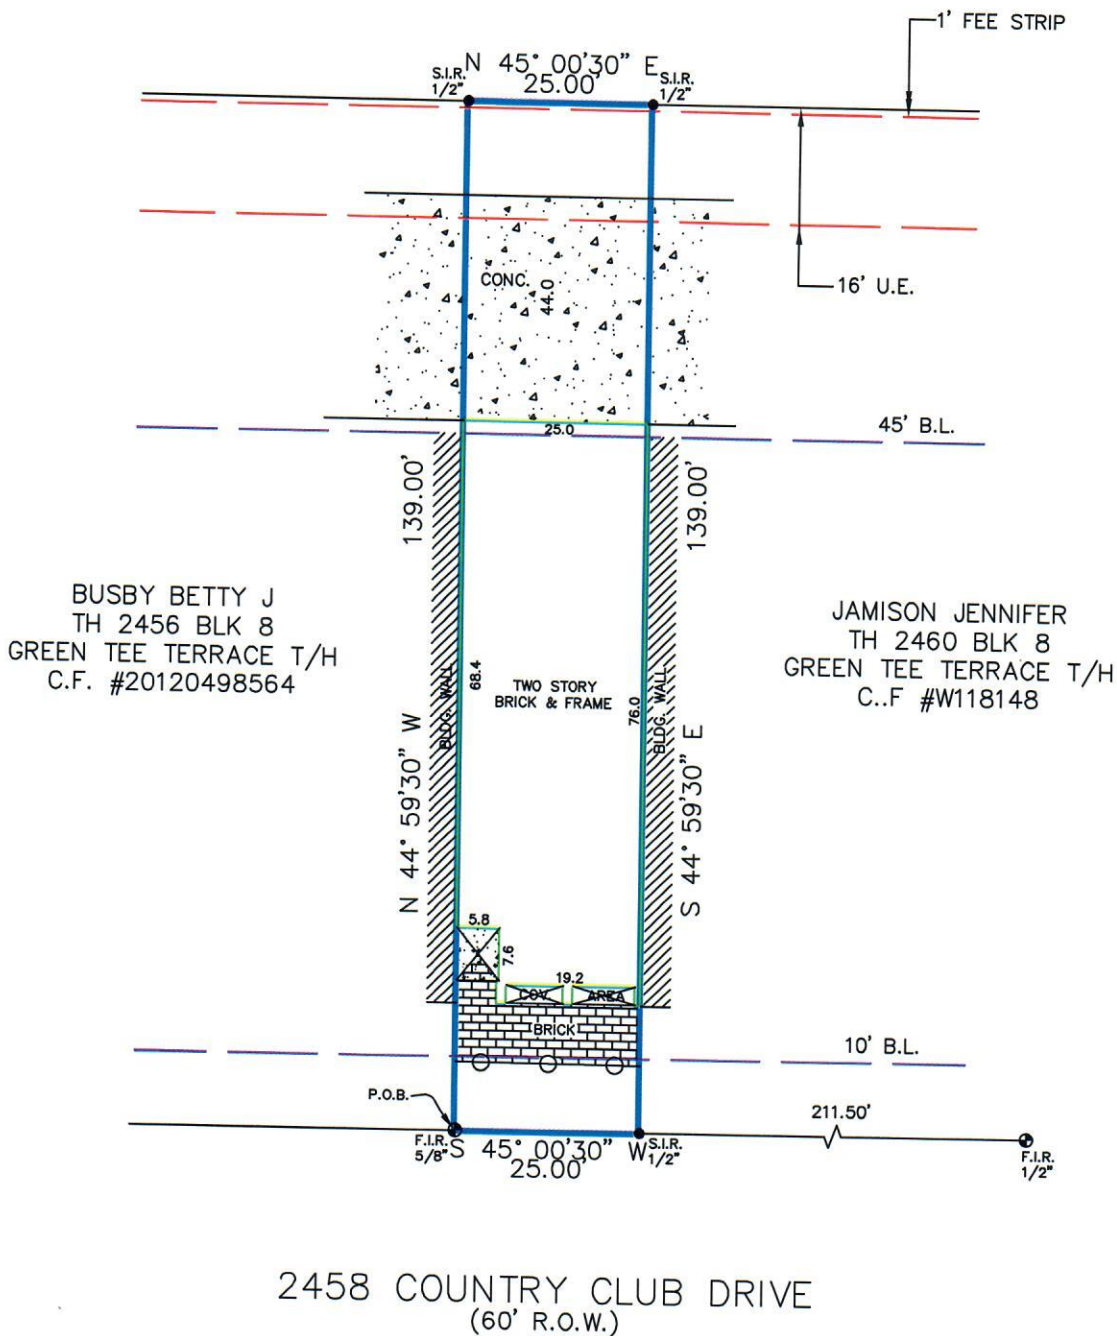 1' FEE STRIP
N 45° 00'30" E
25.00'
S.I.R.
1/2"
S.I.R.
1/2"
16' U.E.
CONC.
44.0
45' B.L.
25.0
139.00'
139.00'
BUSBY BETTY J
TH 2456 BLK 8
GREEN TEE TERRACE T/H
C.F. #20120498564
JAMISON JENNIFER
TH 2460 BLK 8
GREEN TEE TERRACE T/H
C..F #W118148
BLDG. WALL
68.4
TWO STORY
BRICK & FRAME
76.0
BLDG. WALL
N 44° 59'30" W
S 44° 59'30" E
5.8
7.6
19.2
COV.
AREA
BRICK
10' B.L.
P.O.B.
211.50'
F.I.R.
5/8"
S 45° 00'30" W
25.00'
S.I.R.
1/2"
F.I.R.
1/2"
2458 COUNTRY CLUB DRIVE
(60' R.O.W.)